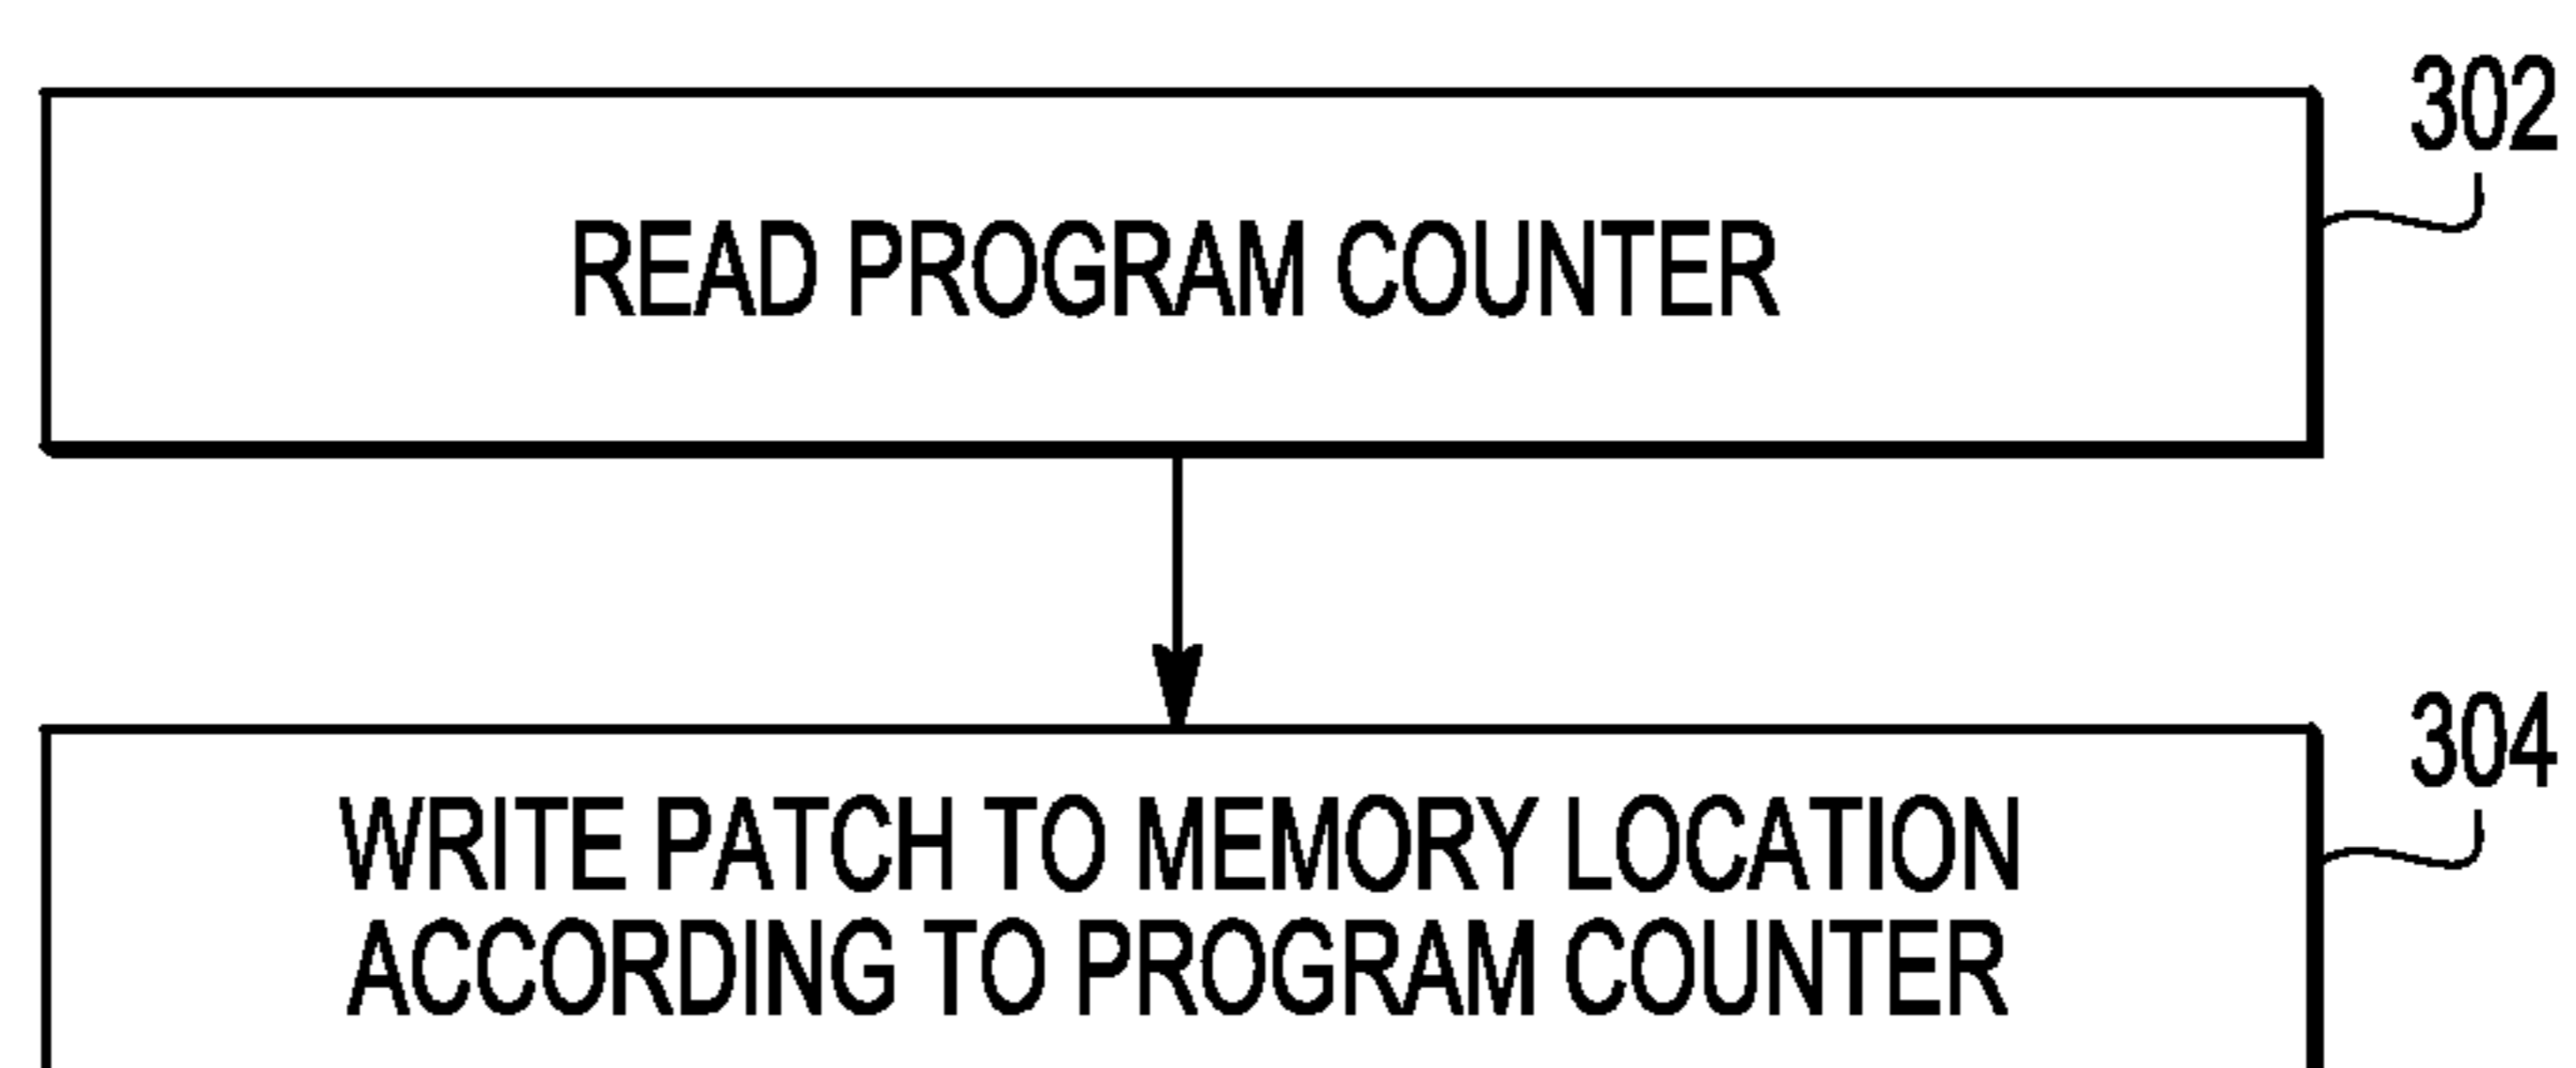 302
READ PROGRAM COUNTER
304
WRITE PATCH TO MEMORY LOCATION
ACCORDING TO PROGRAM COUNTER